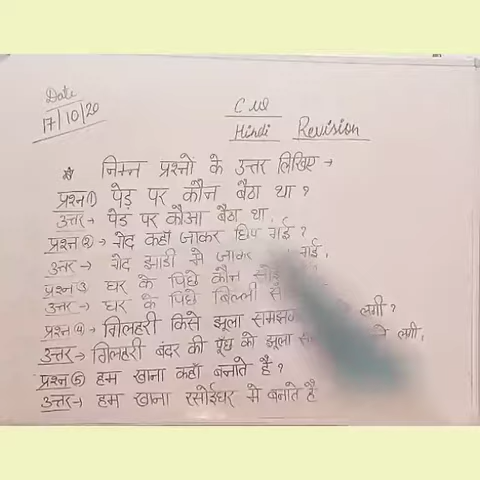 Date
17/10/20
C.W
Hindi Revision
* निम्न प्रश्नों के उत्तर लिखिए →
प्रश्न① पेड़ पर कौन बैठा था ?
उत्तर → पेड पर कौआ बैठा था.
प्रश्न② गेंद कहाँ जाकर छिप गई ?
उत्तर → गेद झाडी मे जाकर गाई.
प्रश्न③ घर के पिछे कौन
उत्तर → घर के पिछे बिल्ली
प्रश्न④ गिलहरी किसे झूला लगी ?
उत्तर → गिलहरी बंदर की पूँछ को झूला लगी.
प्रश्न⑤ हम खाना कहाँ बनाते है ?
उत्तर → हम खाना रसोईघर मे बनाते है